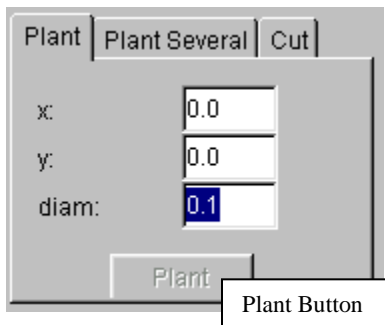 Plant Plant Several Cut
x: 0.0
y: 0.0
diam: 0.1
Plant
Plant Button